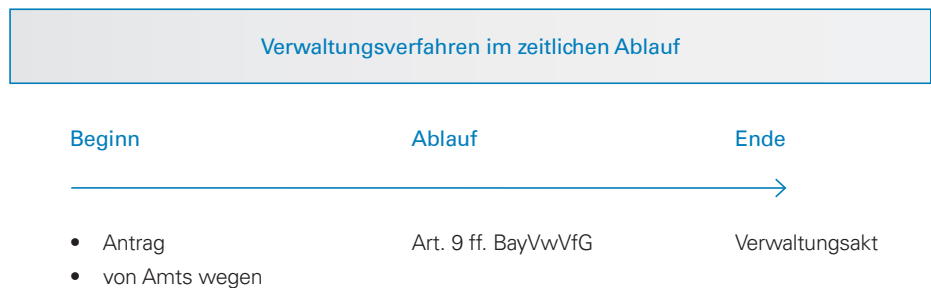 Verwaltungsverfahren im zeitlichen Ablauf
Beginn Ablauf Ende
• Antrag Art. 9 ff. BayVwVfG Verwaltungsakt
• von Amts wegen